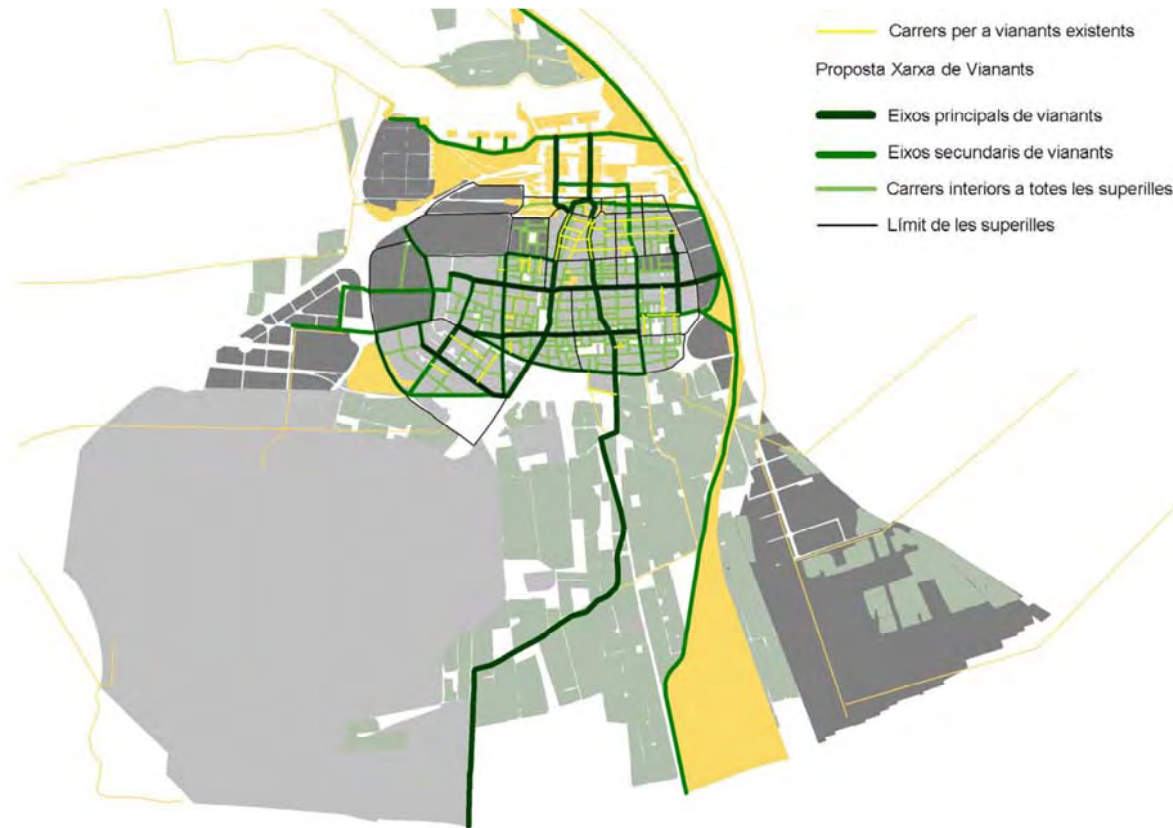 Carrers per a vianants existents
Proposta Xarxa de Vianants
Eixos principals de vianants
Eixos secundaris de vianants
Carrers interiors a totes les superilles
Límit de les superilles